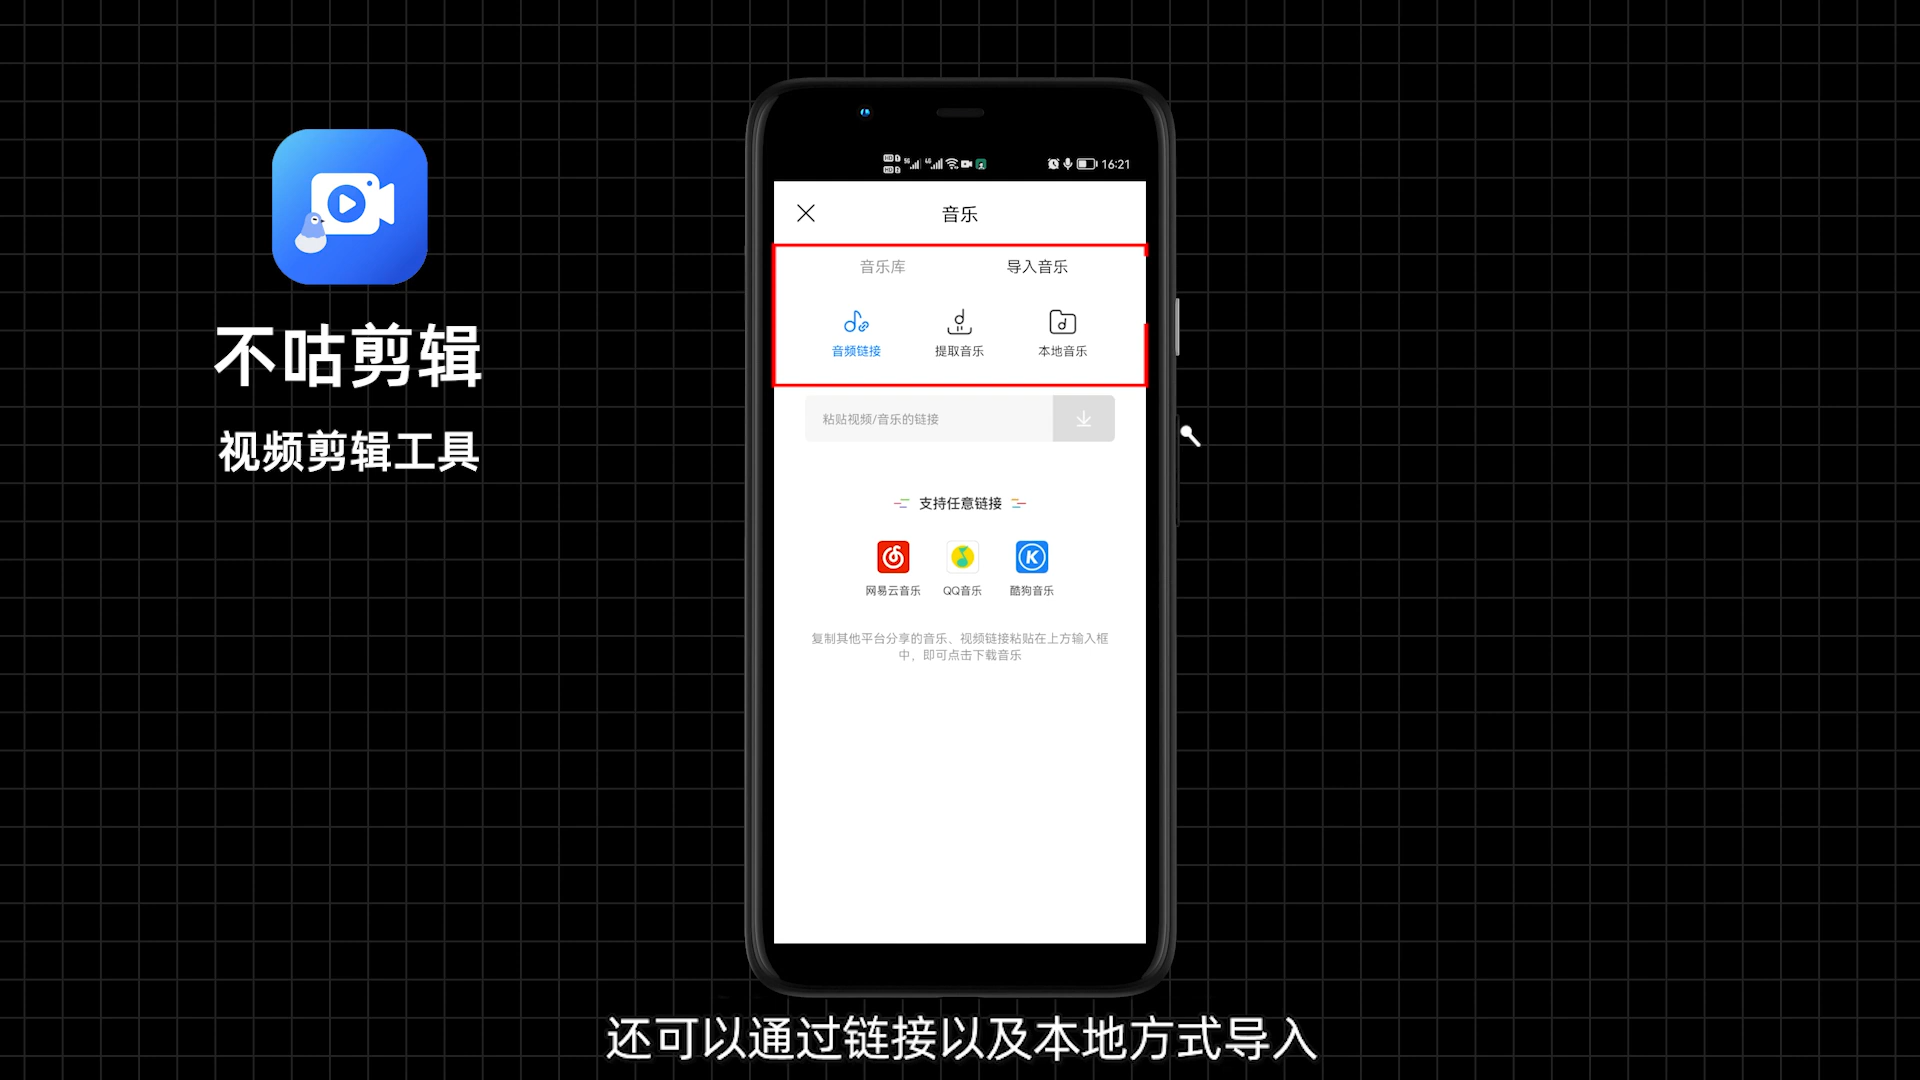 不咕剪辑
视频剪辑工具
16:21
音乐
音乐库 导入音乐
音频链接 提取音乐 本地音乐
粘贴视频/音乐的链接
支持任意链接
网易云音乐 QQ音乐 酷狗音乐
复制其他平台分享的音乐、视频链接粘贴在上方输入框
中，即可点击下载音乐
还可以通过链接以及本地方式导入